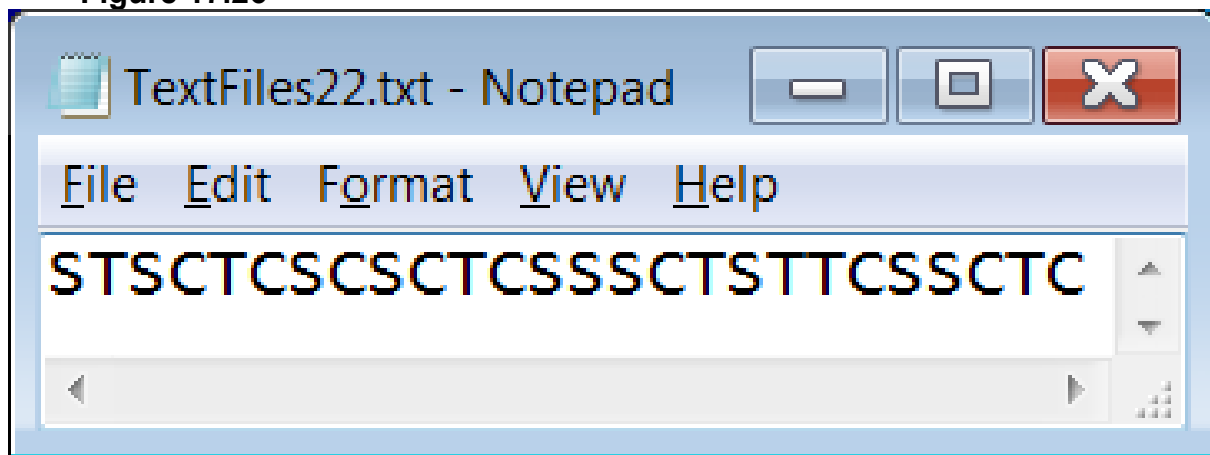 TextFiles22.txt - Notepad
File Edit Format View Help
STSCTCSCSCTCSSSCTSTTCSSCTC